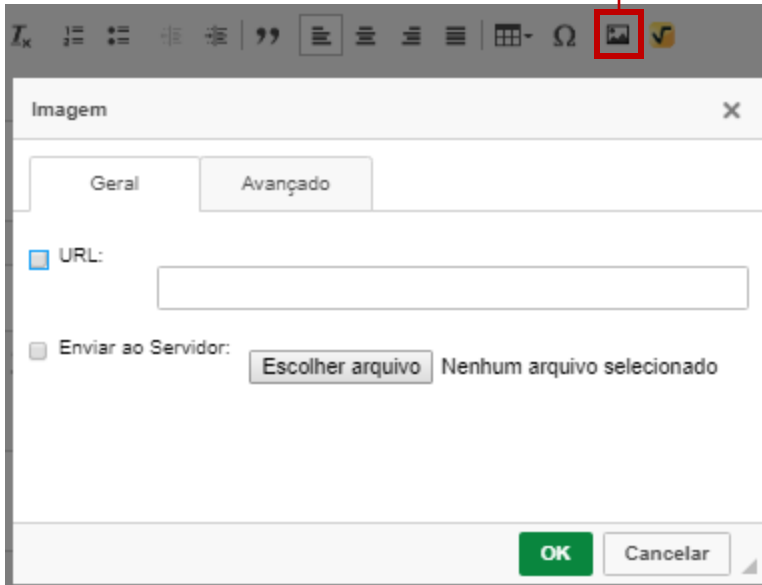 Imagem
Geral Avançado
URL:
Enviar ao Servidor: Escolher arquivo Nenhum arquivo selecionado
OK Cancelar